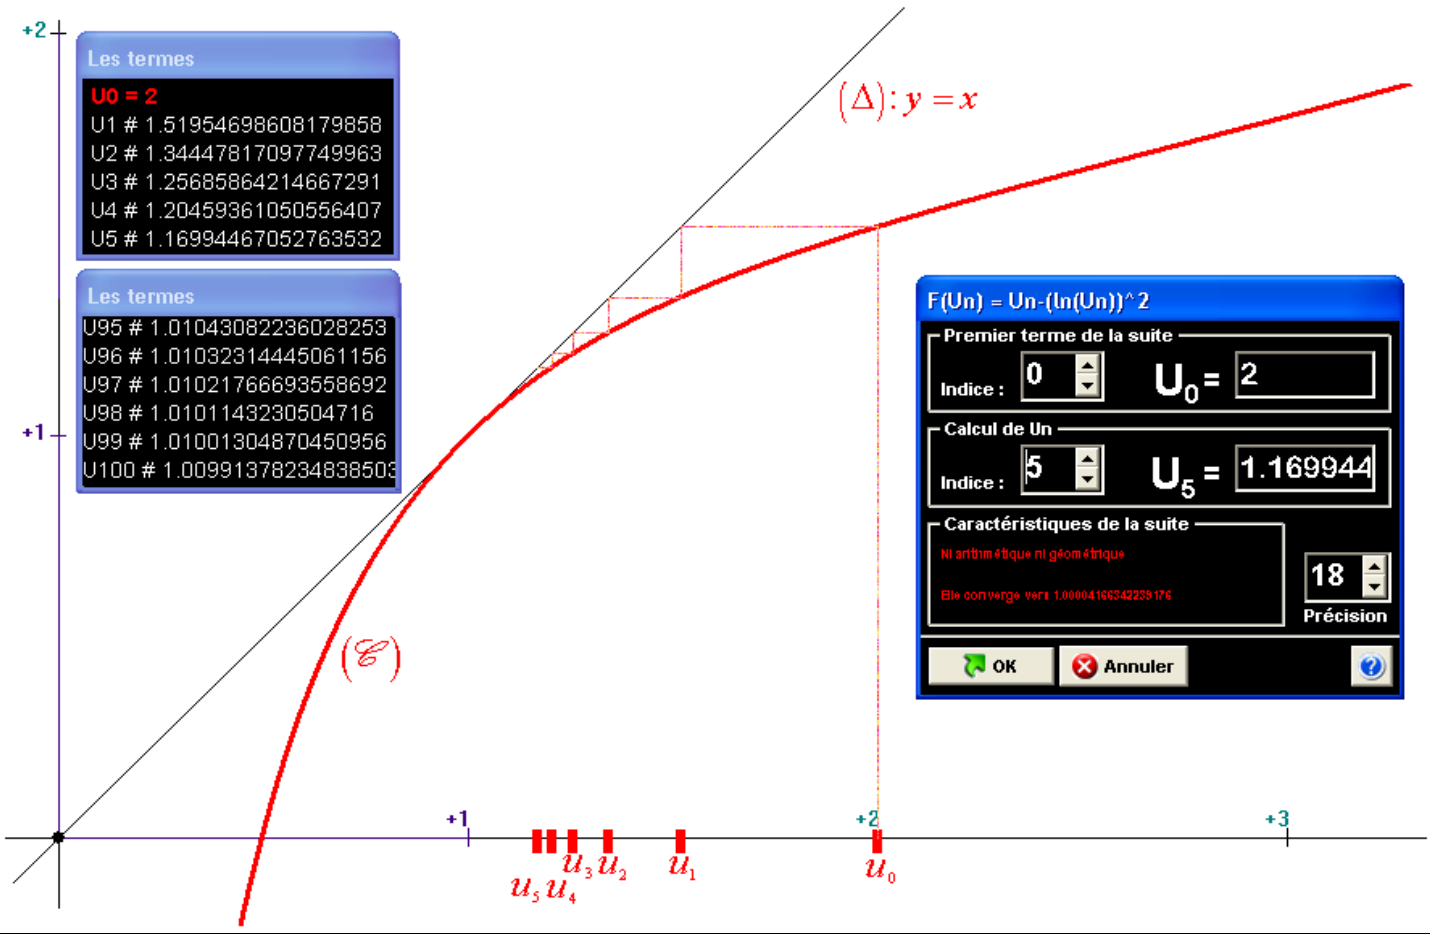 +2
Les termes
U0 = 2
U1 # 1.51954698608179858
U2 # 1.34447817097749963
U3 # 1.25685864214667291
U4 # 1.20459361050556407
U5 # 1.16994467052763532
Les termes
U95 # 1.01043082236028253
U96 # 1.01032314445061156
U97 # 1.01021766693558692
U98 # 1.0101143230504716
U99 # 1.01001304870450956
U100 # 1.00991378234838503
+1
(Δ): y = x
(𝒞)
F(Un) = Un-(ln(Un))^2
Premier terme de la suite
Indice : 0 U0 = 2
Calcul de Un
Indice : 5 U5 = 1.169944
Caractéristiques de la suite
Ni arithmétique ni géométrique
Elle converge vers 1.00004166342239176
18
Précision
OK Annuler ?
+1 +2 +3
u5 u4 u3 u2 u1 u0